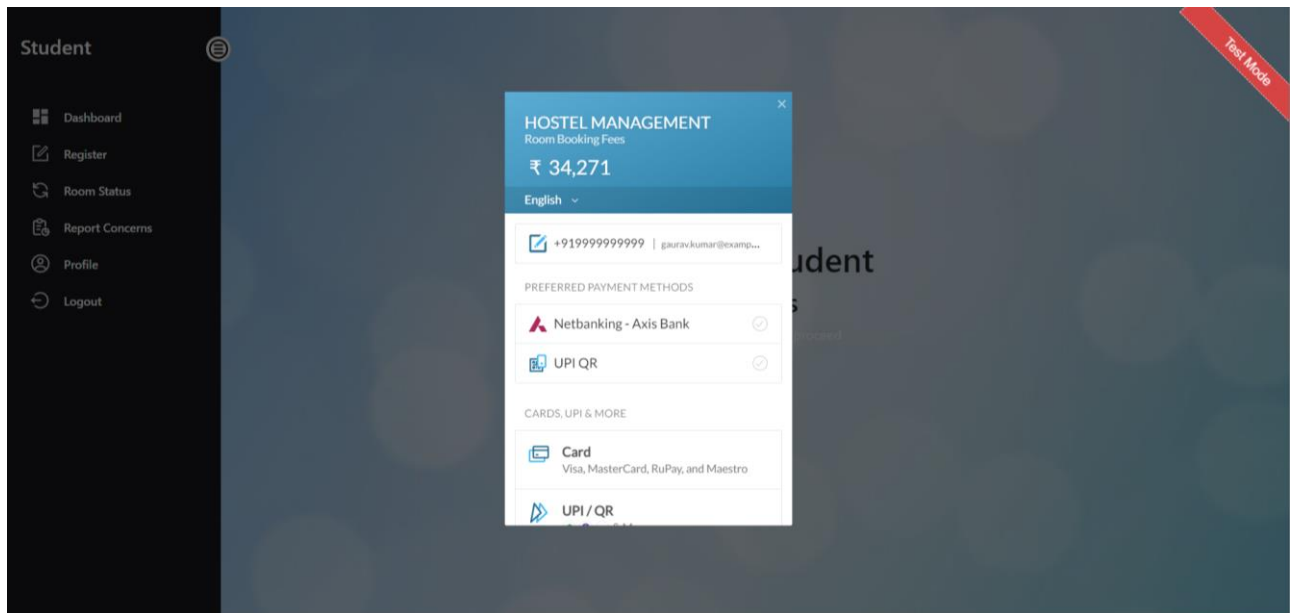 Student
Dashboard
Register
Room Status
Report Concerns
Profile
Logout
Test Mode
×
HOSTEL MANAGEMENT
Room Booking Fees
₹ 34,271
English
+919999999999 | gaurav.kumar@examp...
PREFERRED PAYMENT METHODS
Netbanking - Axis Bank
UPI QR
CARDS, UPI & MORE
Card
Visa, MasterCard, RuPay, and Maestro
UPI / QR
udent
s